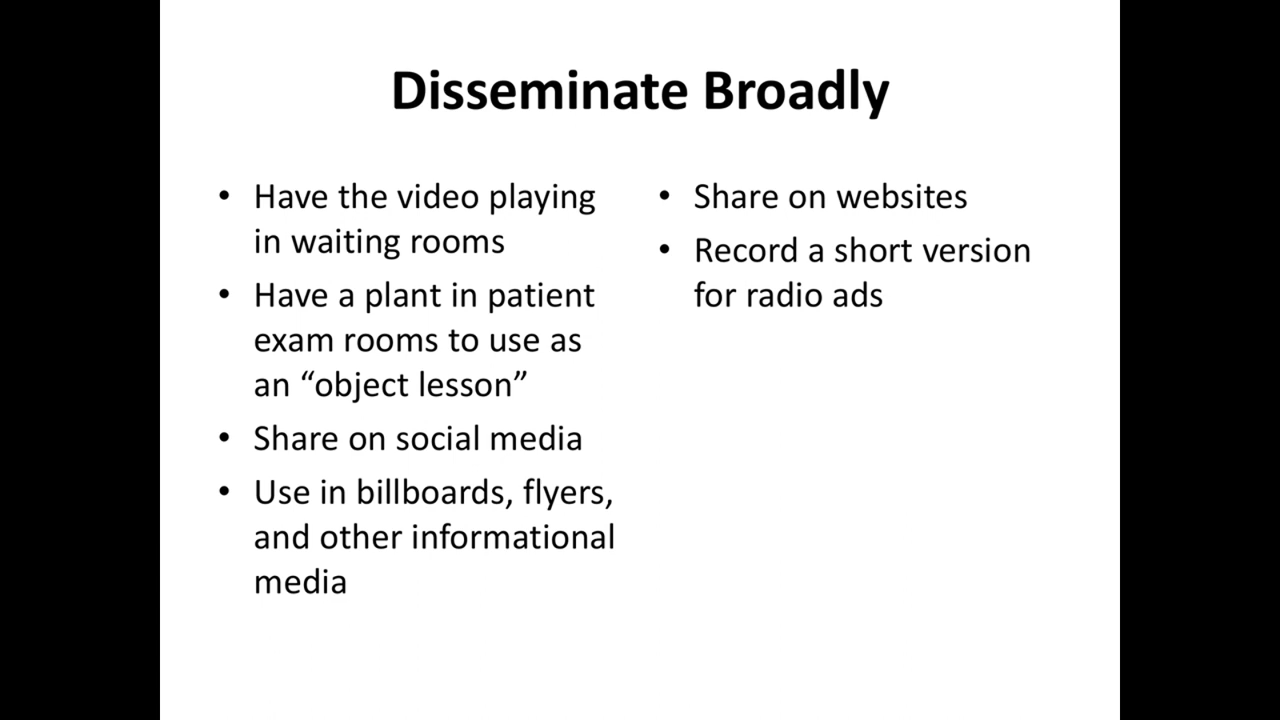 Disseminate Broadly
• Have the video playing
in waiting rooms
• Have a plant in patient
exam rooms to use as
an “object lesson”
• Share on social media
• Use in billboards, flyers,
and other informational
media
• Share on websites
• Record a short version
for radio ads